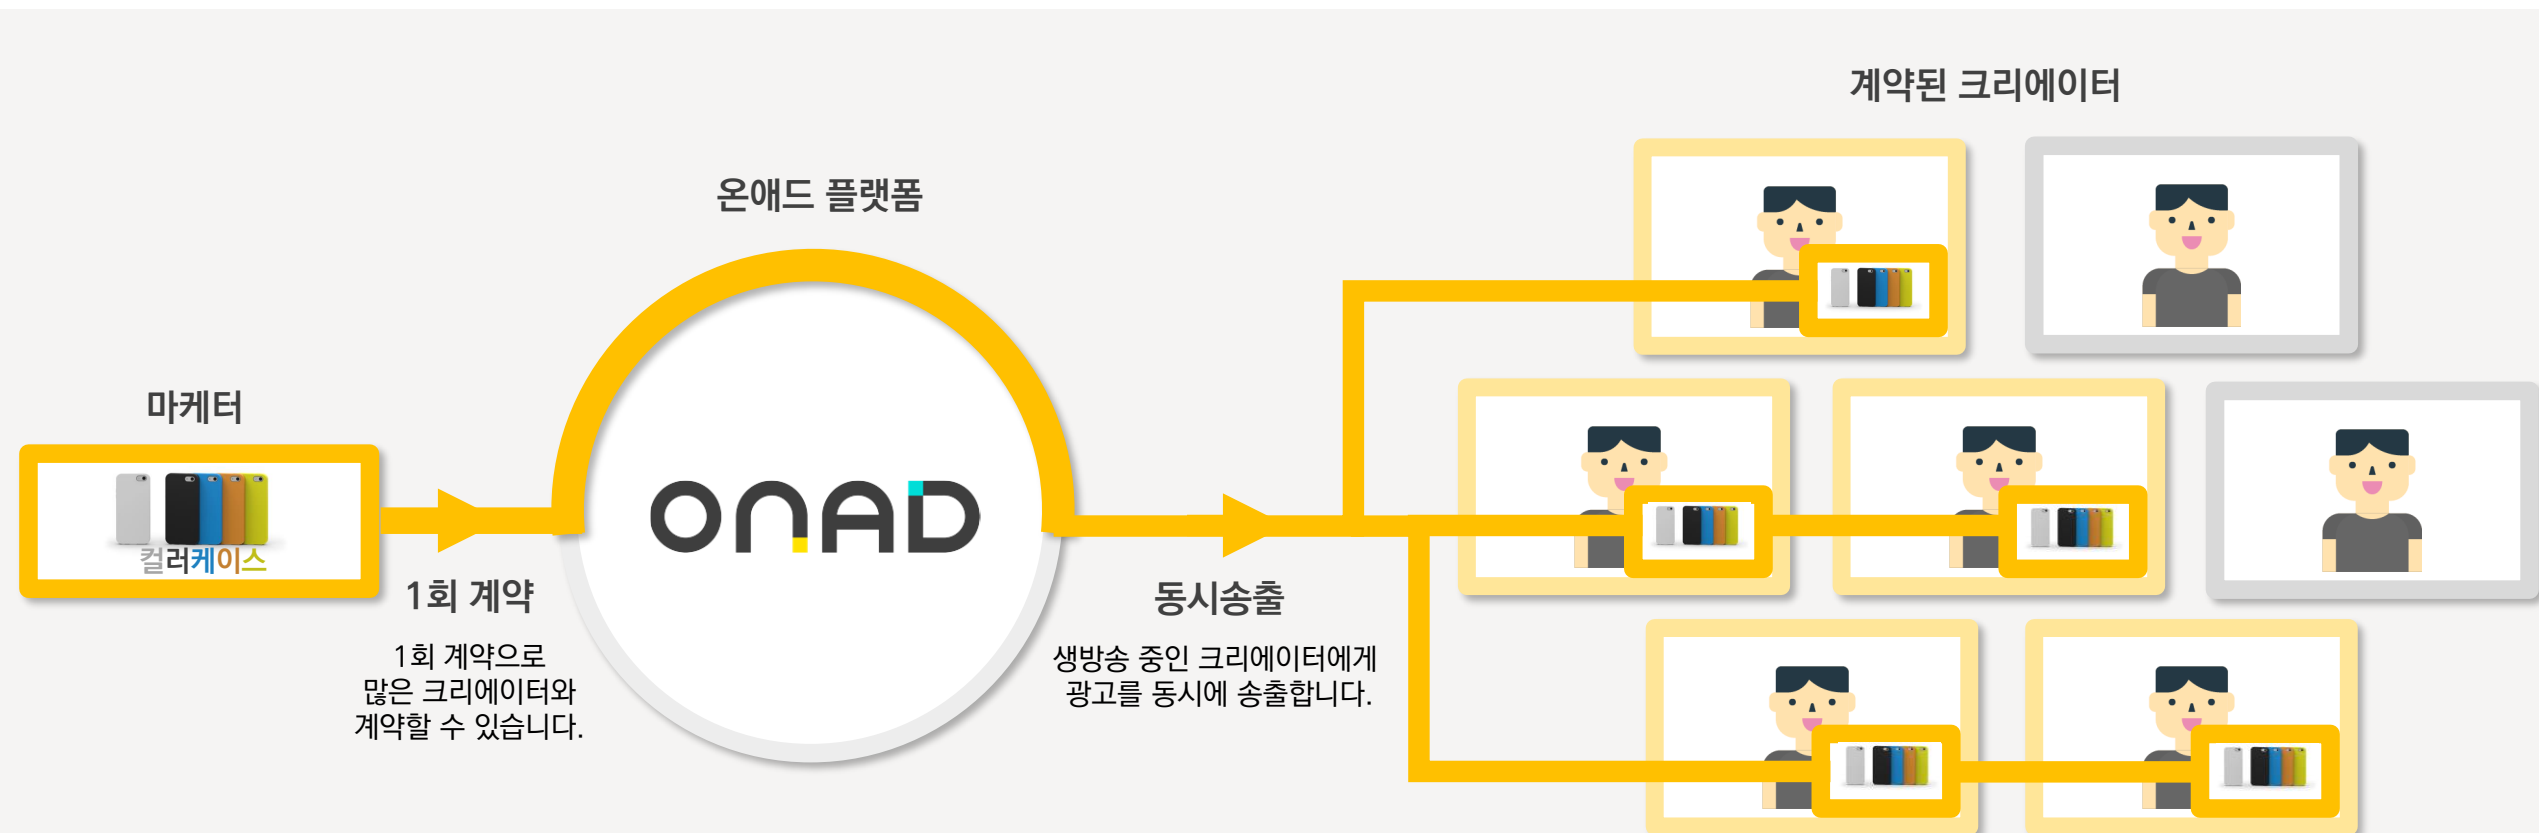 계약된 크리에이터
온애드 플랫폼
마케터
컬러케이스
ONAD
1회 계약
1회 계약으로
많은 크리에이터와
계약할 수 있습니다.
동시송출
생방송 중인 크리에이터에게
광고를 동시에 송출합니다.